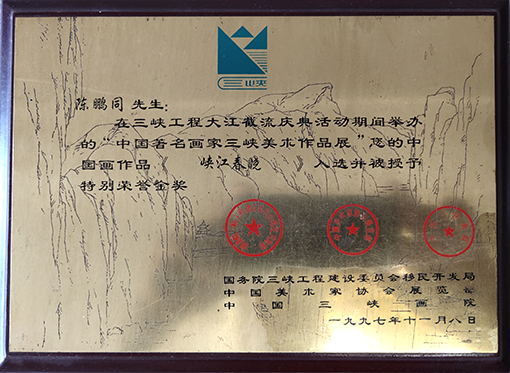 三峡
陈鹏同 先生：
在三峡工程大江截流庆典活动期间举办
的“中国著名画家三峡美术作品展”您的中
国画作品 峡江春晓 入选并被授予
特别荣誉金奖
国务院三峡工程建设委员会移民开发局
中国美术家协会展览
中国三峡画院
一九九七年十一月八日